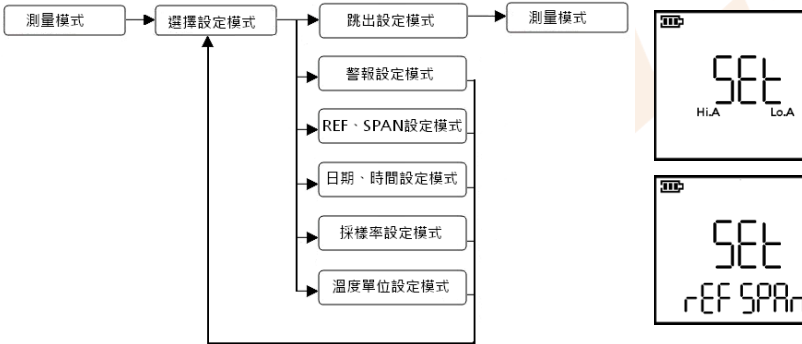 測量模式
選擇設定模式
跳出設定模式
測量模式
警報設定模式
REF、SPAN設定模式
日期、時間設定模式
採樣率設定模式
溫度單位設定模式
SEt
Hi.A Lo.A
SEt
rEF SPAn